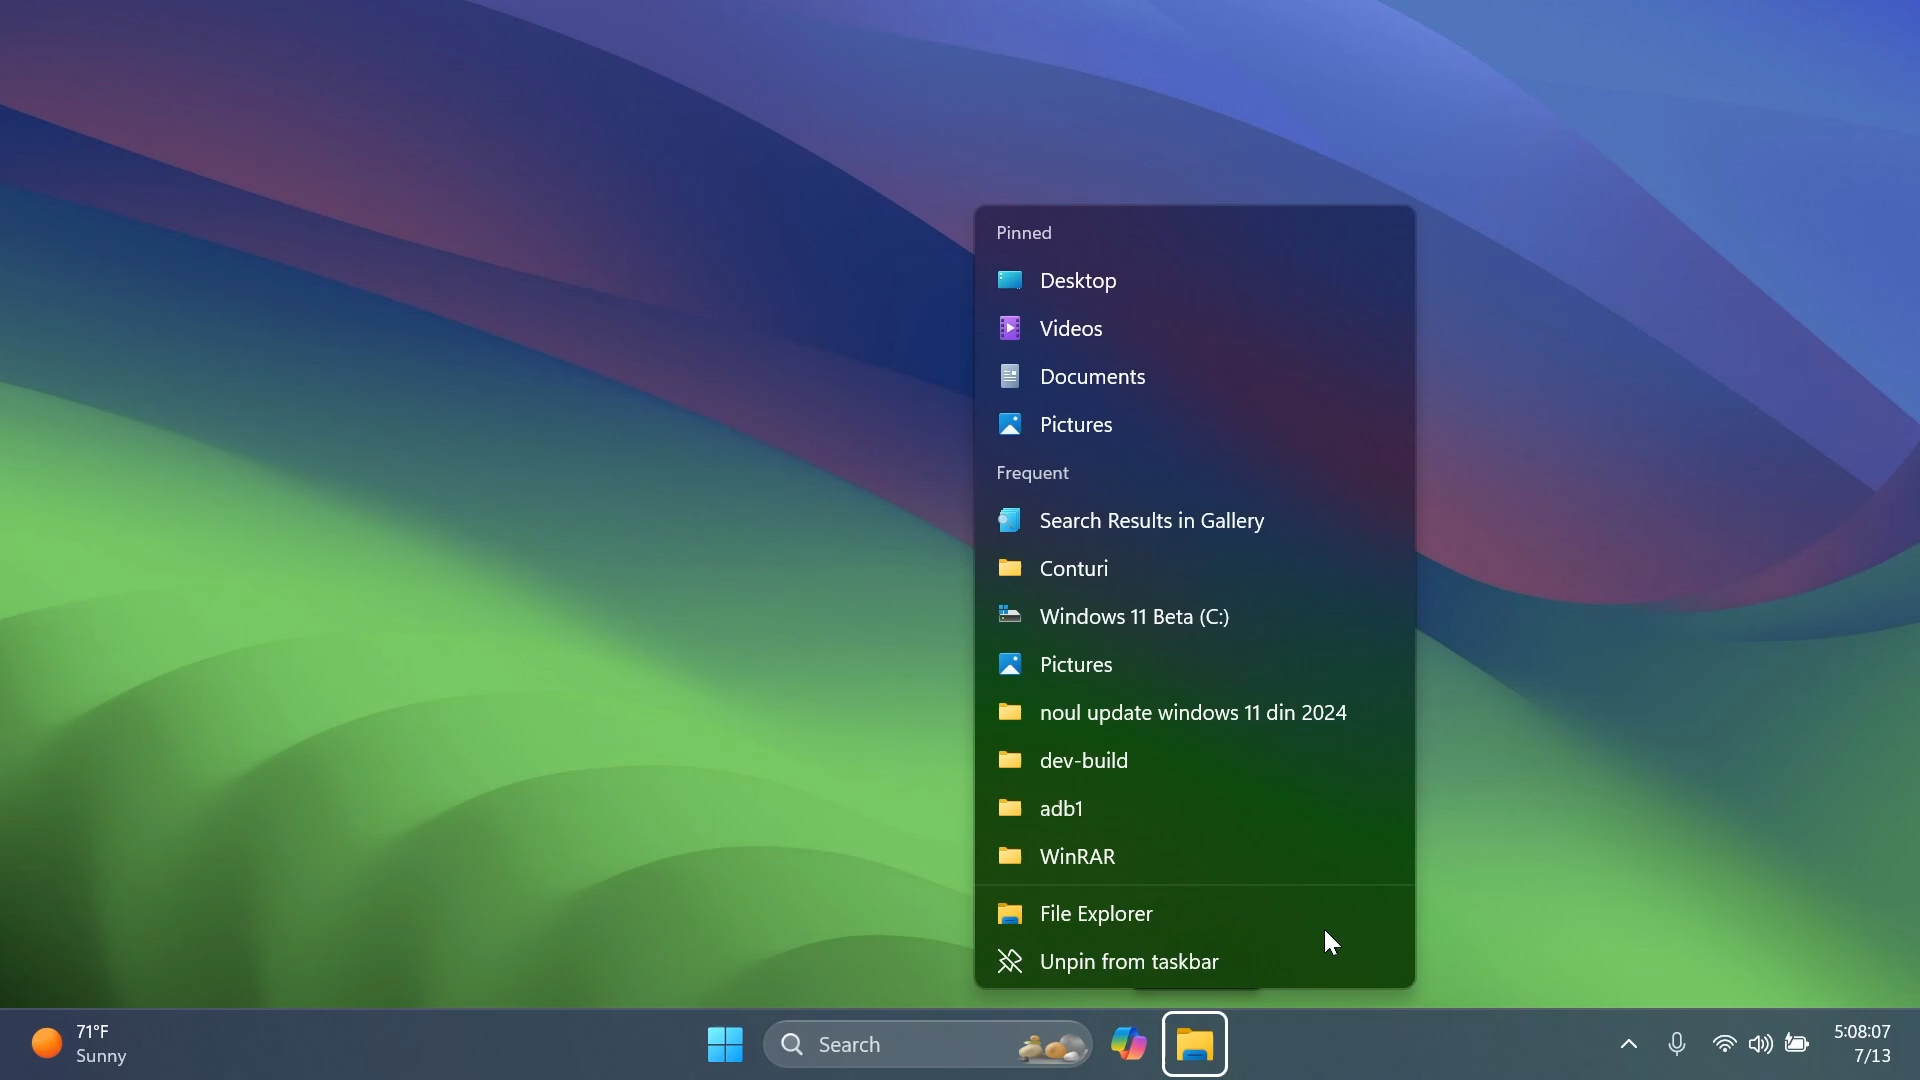 Pinned
Desktop
Videos
Documents
Pictures
Frequent
Search Results in Gallery
Conturi
Windows 11 Beta (C:)
Pictures
noul update windows 11 din 2024
dev-build
adb1
WinRAR
File Explorer
Unpin from taskbar
71°F
Sunny
Search
5:08:07
7/13